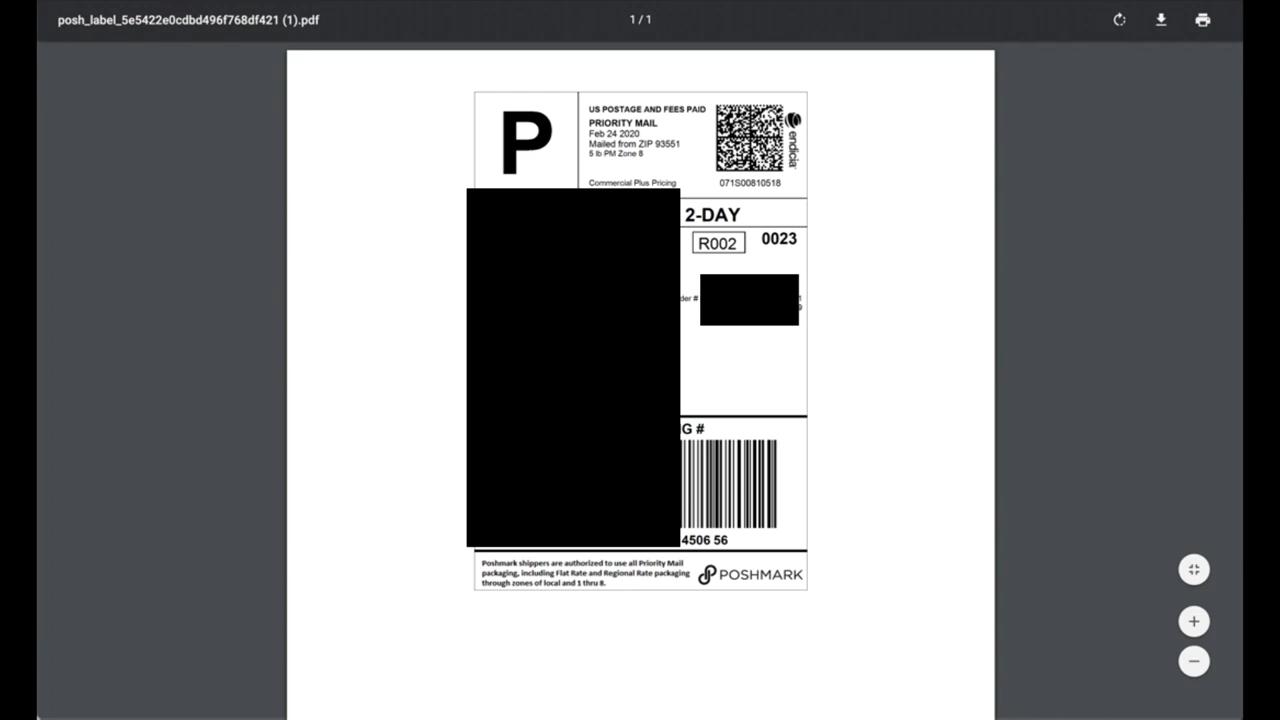 posh_label_5e5422e0cdbd496f768df421 (1).pdf
1 / 1
P
US POSTAGE AND FEES PAID
PRIORITY MAIL
Feb 24 2020
Mailed from ZIP 93551
5 lb PM Zone 8
Commercial Plus Pricing
071S00810518
endicia
2-DAY
R002
0023
der #
G #
4506 56
Poshmark shippers are authorized to use all Priority Mail
packaging, including Flat Rate and Regional Rate packaging
through zones of local and 1 thru 8.
POSHMARK